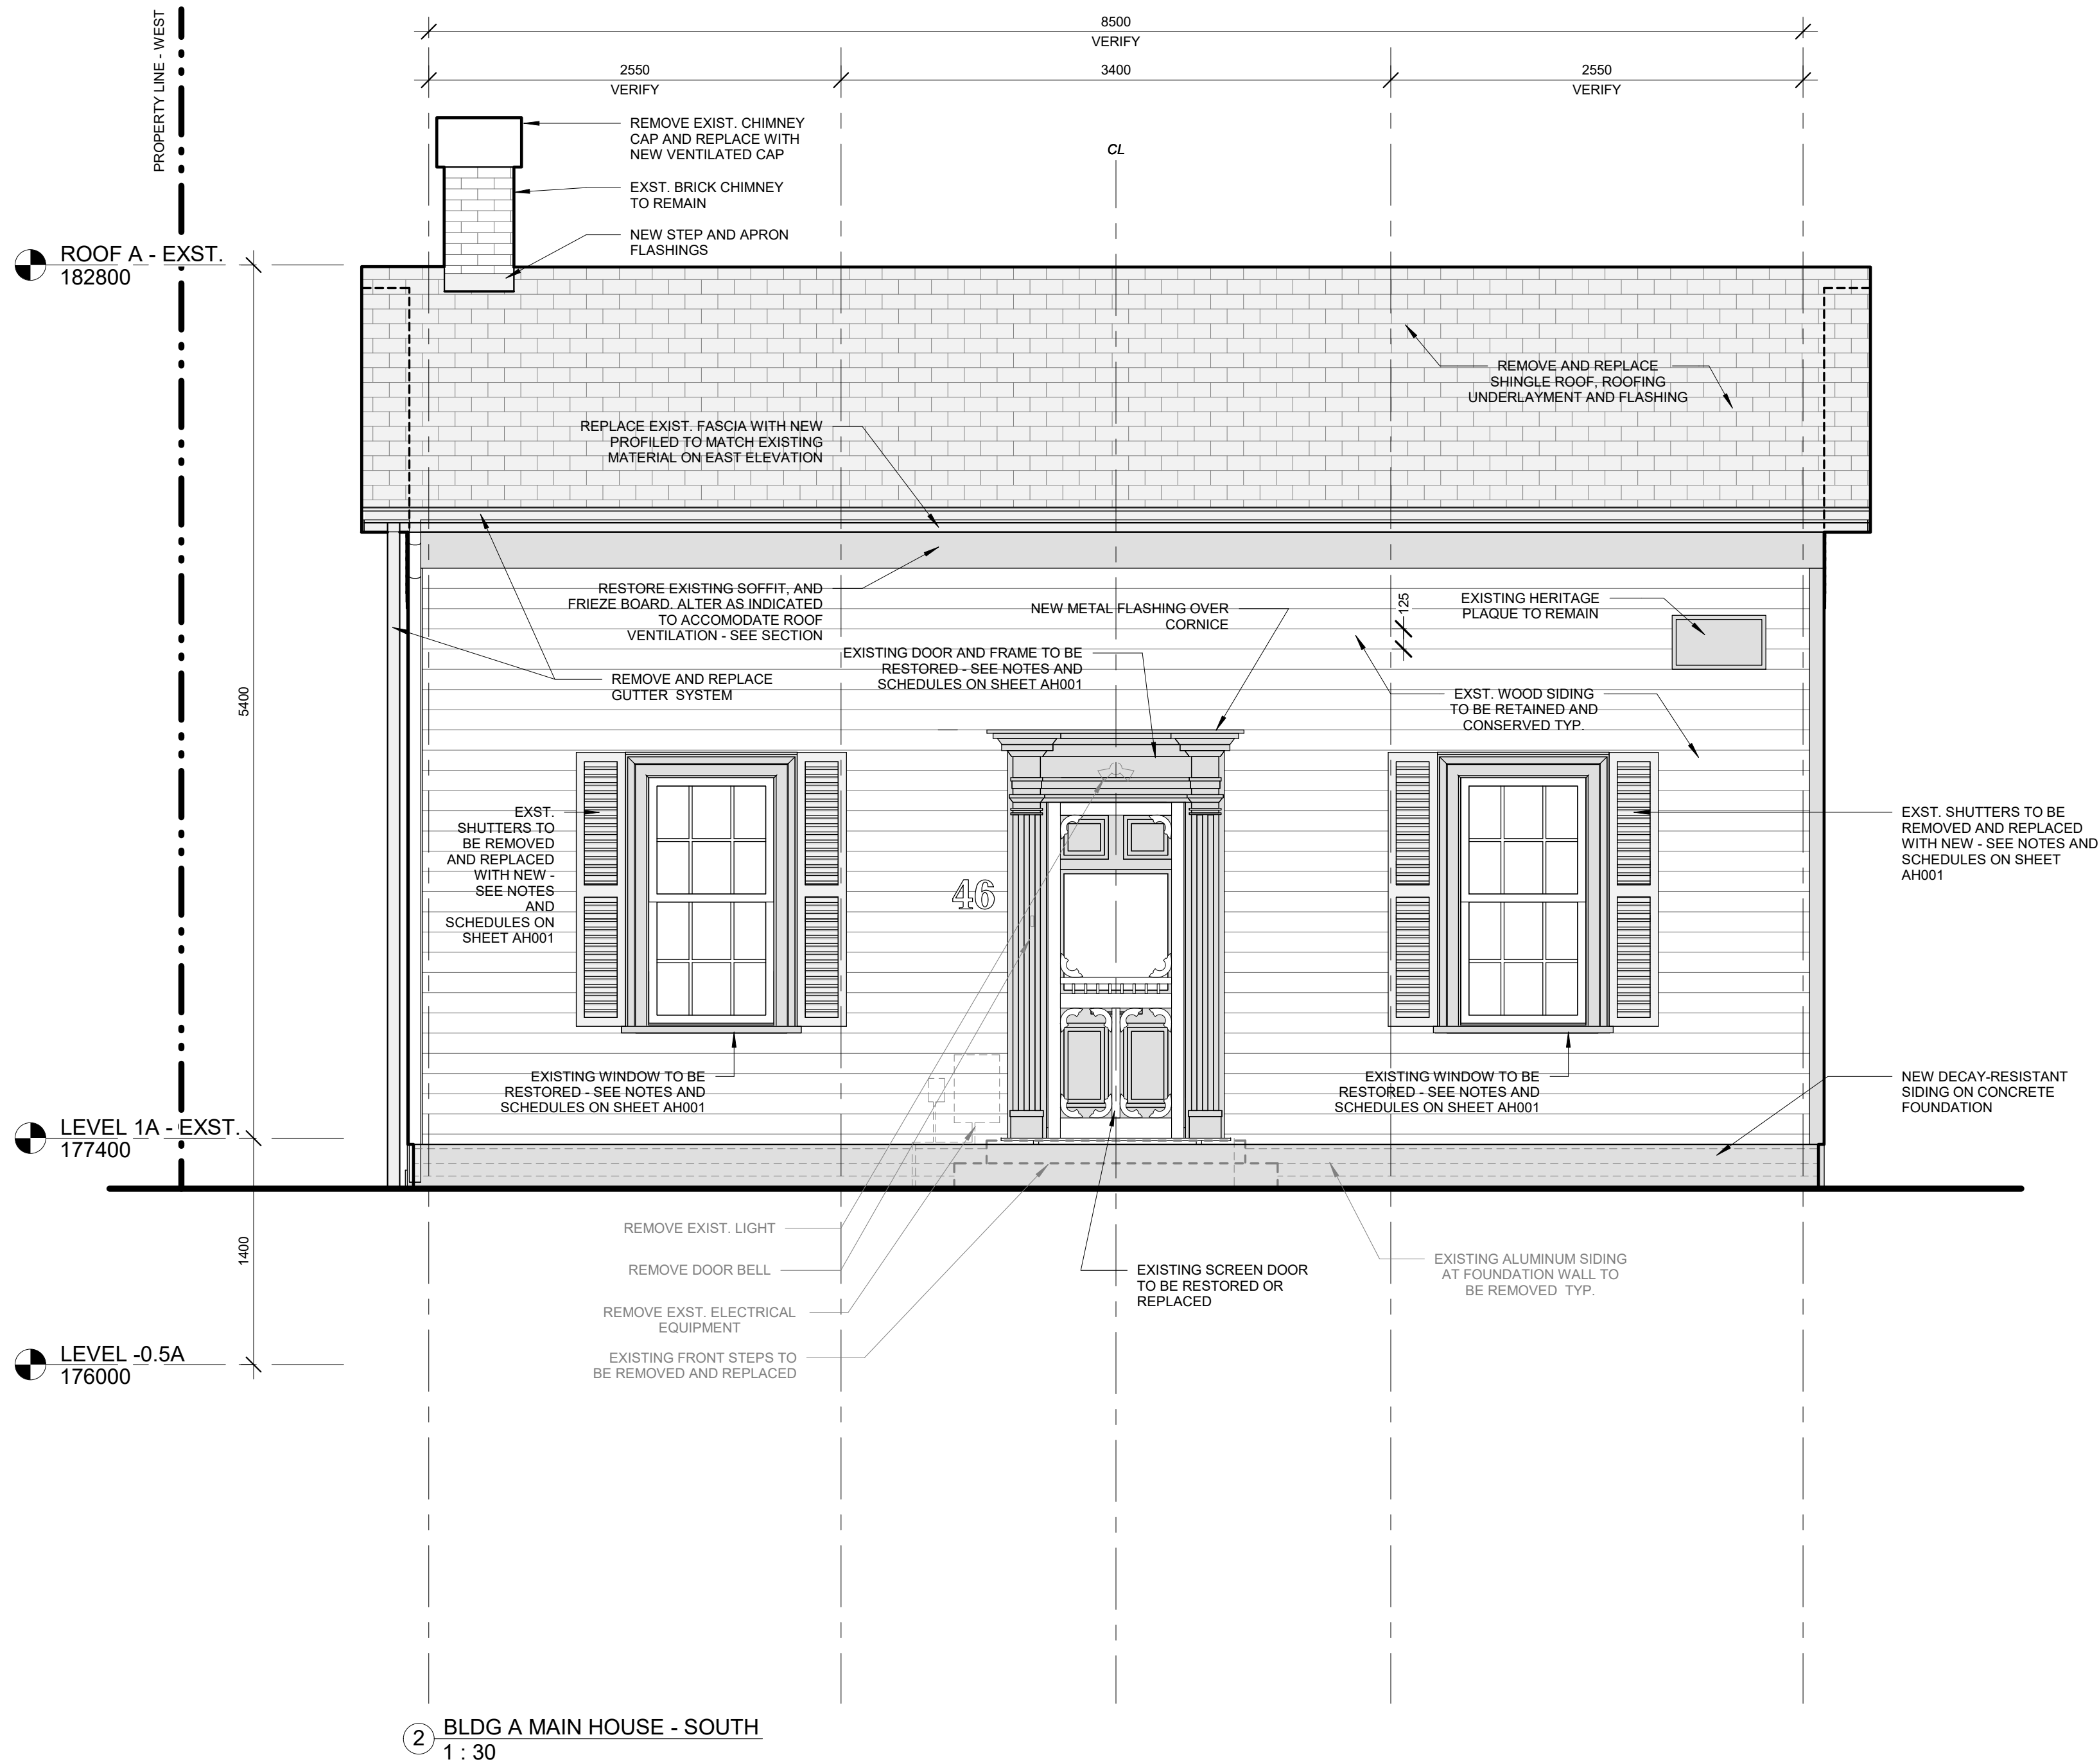 PROPERTY LINE - WEST
8500
VERIFY
2550
VERIFY
3400
2550
VERIFY
CL
REMOVE EXIST. CHIMNEY
CAP AND REPLACE WITH
NEW VENTILATED CAP
EXST. BRICK CHIMNEY
TO REMAIN
NEW STEP AND APRON
FLASHINGS
ROOF A - EXST.
182800
REMOVE AND REPLACE
SHINGLE ROOF, ROOFING
UNDERLAYMENT AND FLASHING
REPLACE EXIST. FASCIA WITH NEW
PROFILED TO MATCH EXISTING
MATERIAL ON EAST ELEVATION
RESTORE EXISTING SOFFIT, AND
FRIEZE BOARD. ALTER AS INDICATED
TO ACCOMODATE ROOF
VENTILATION - SEE SECTION
NEW METAL FLASHING OVER
CORNICE
125
EXISTING HERITAGE
PLAQUE TO REMAIN
EXISTING DOOR AND FRAME TO BE
RESTORED - SEE NOTES AND
SCHEDULES ON SHEET AH001
REMOVE AND REPLACE
GUTTER SYSTEM
EXST. WOOD SIDING
TO BE RETAINED AND
CONSERVED TYP.
5400
EXST.
SHUTTERS TO
BE REMOVED
AND REPLACED
WITH NEW -
SEE NOTES
AND
SCHEDULES ON
SHEET AH001
46
EXST. SHUTTERS TO BE
REMOVED AND REPLACED
WITH NEW - SEE NOTES AND
SCHEDULES ON SHEET
AH001
EXISTING WINDOW TO BE
RESTORED - SEE NOTES AND
SCHEDULES ON SHEET AH001
EXISTING WINDOW TO BE
RESTORED - SEE NOTES AND
SCHEDULES ON SHEET AH001
NEW DECAY-RESISTANT
SIDING ON CONCRETE
FOUNDATION
LEVEL 1A - EXST.
177400
1400
REMOVE EXIST. LIGHT
REMOVE DOOR BELL
REMOVE EXST. ELECTRICAL
EQUIPMENT
EXISTING FRONT STEPS TO
BE REMOVED AND REPLACED
EXISTING SCREEN DOOR
TO BE RESTORED OR
REPLACED
EXISTING ALUMINUM SIDING
AT FOUNDATION WALL TO
BE REMOVED TYP.
LEVEL -0.5A
176000
2
BLDG A MAIN HOUSE - SOUTH
1 : 30